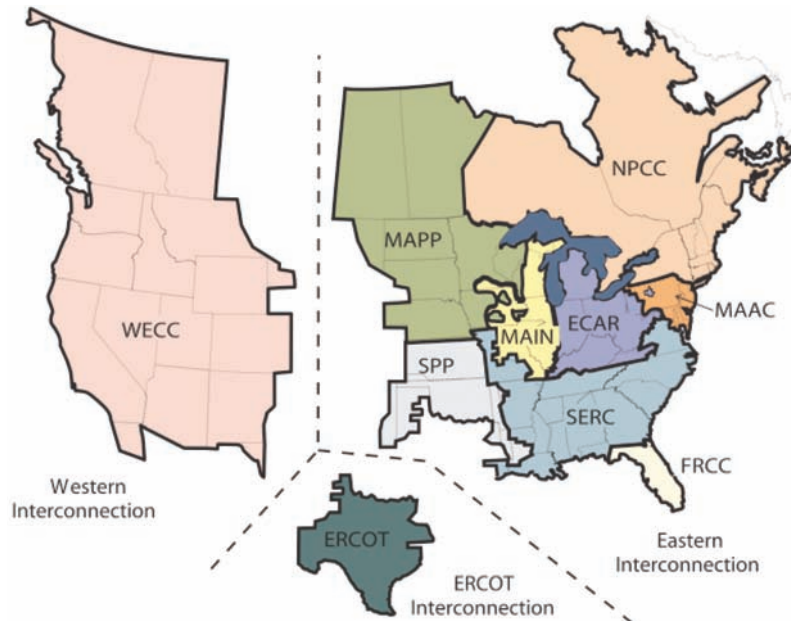 NPCC
MAPP
WECC
MAIN
ECAR
MAAC
SPP
SERC
FRCC
Western
Interconnection
ERCOT
Eastern
Interconnection
ERCOT
Interconnection